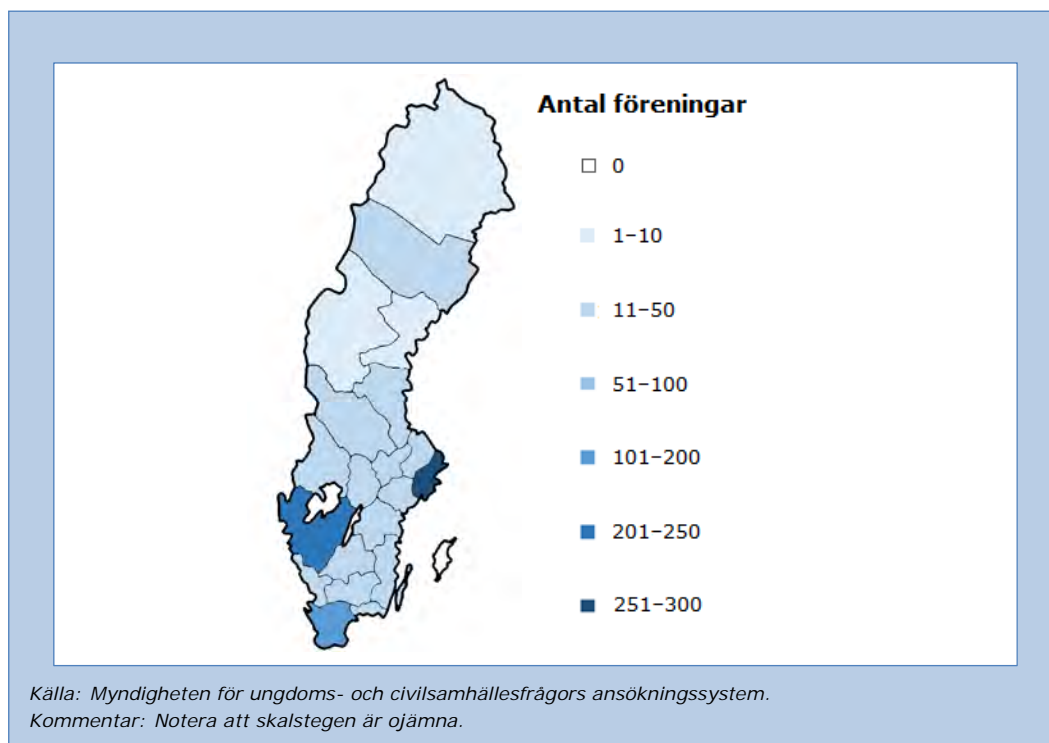 Antal föreningar
0
1–10
11–50
51–100
101–200
201–250
251–300
Källa: Myndigheten för ungdoms- och civilsamhällesfrågors ansökningssystem.
Kommentar: Notera att skalstegen är ojämna.